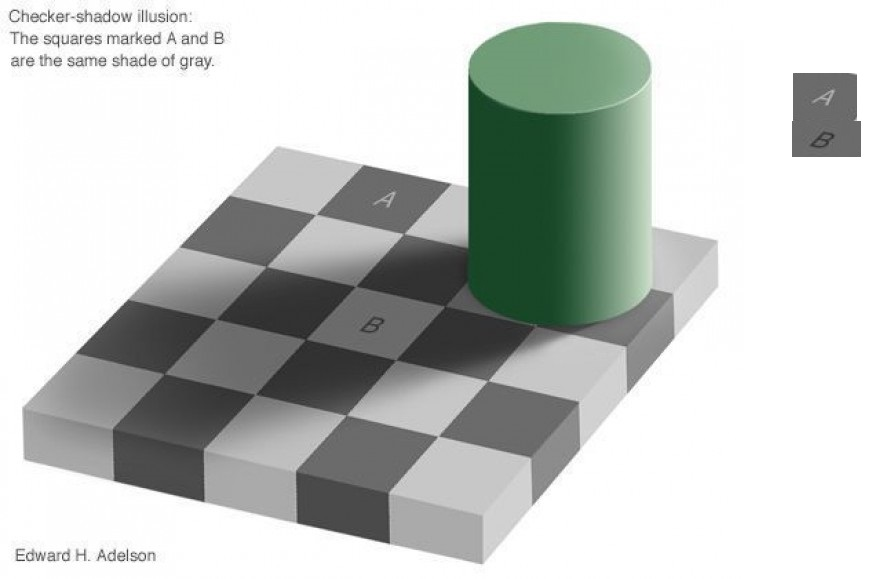 Checker-shadow illusion:
The squares marked A and B
are the same shade of gray.
A
A
B
B
Edward H. Adelson